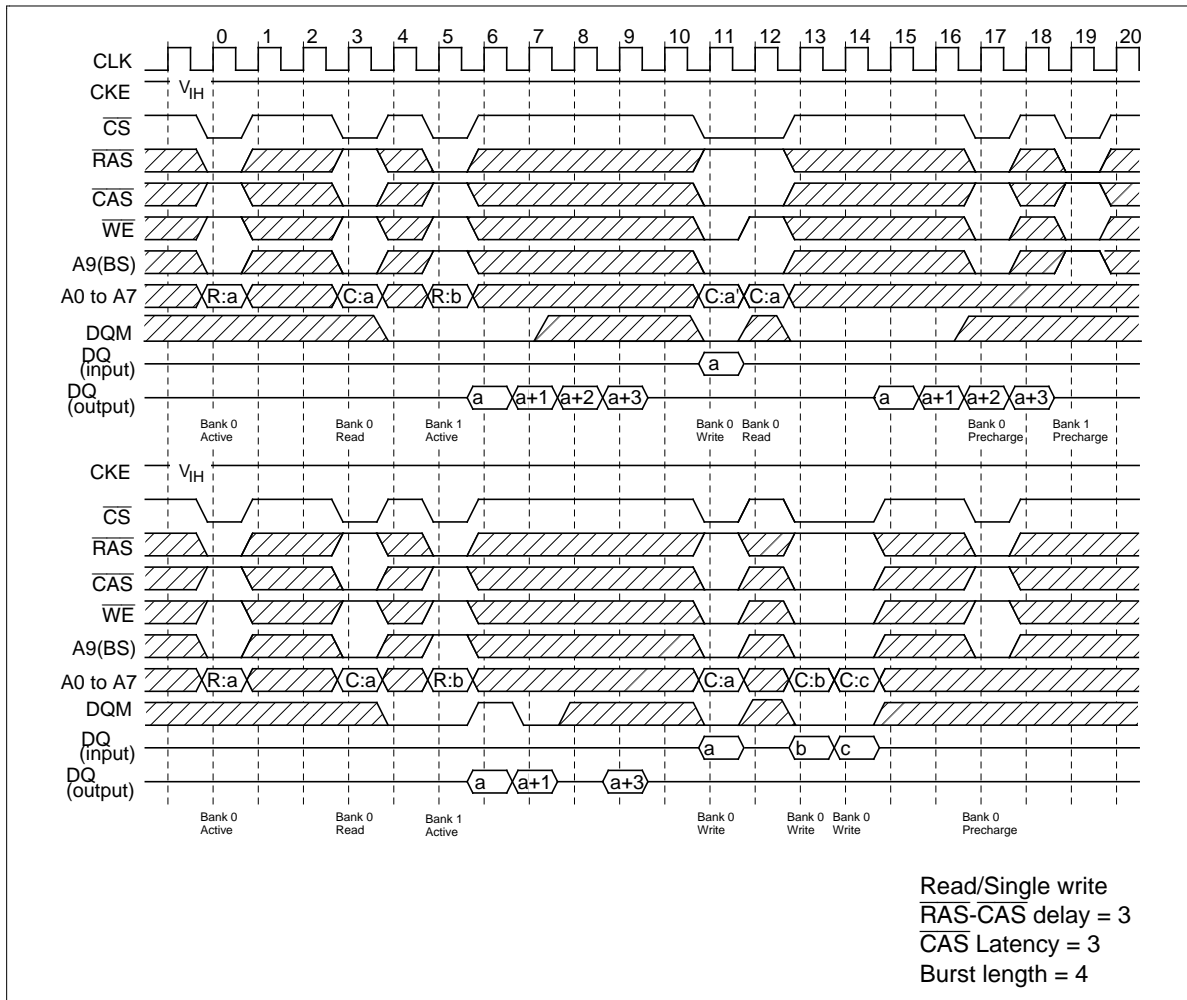 0 1 2 3 4 5 6 7 8 9 10 11 12 13 14 15 16 17 18 19 20
CLK
CKE VIH
CS
RAS
CAS
WE
A9(BS)
A0 to A7 R:a C:a R:b C:a' C:a
DQM
DQ (input) a
DQ (output) a a+1 a+2 a+3 a a+1 a+2 a+3
Bank 0 Active Bank 0 Read Bank 1 Active Bank 0 Write Bank 0 Read Bank 0 Precharge Bank 1 Precharge
CKE VIH
CS
RAS
CAS
WE
A9(BS)
A0 to A7 R:a C:a R:b C:a C:b C:c
DQM
DQ (input) a b c
DQ (output) a a+1 a+3
Bank 0 Active Bank 0 Read Bank 1 Active Bank 0 Write Bank 0 Write Bank 0 Write Bank 0 Precharge
Read/Single write
RAS-CAS delay = 3
CAS Latency = 3
Burst length = 4